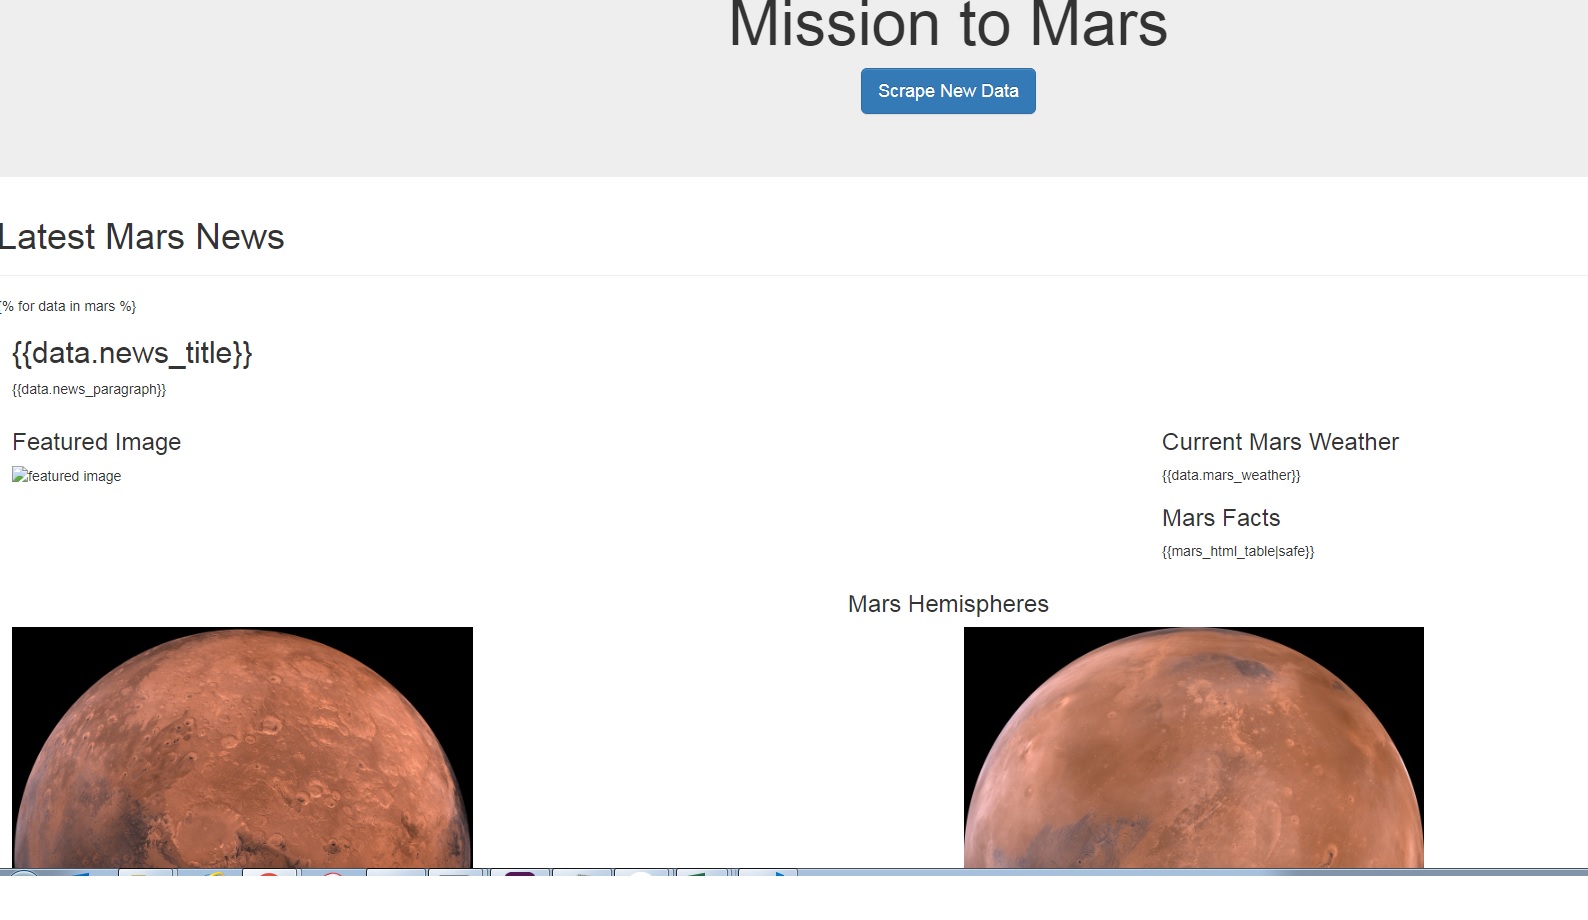 Mission to Mars
Scrape New Data
Latest Mars News
{% for data in mars %}
{{data.news_title}}
{{data.news_paragraph}}
Featured Image
featured image
Current Mars Weather
{{data.mars_weather}}
Mars Facts
{{mars_html_table|safe}}
Mars Hemispheres